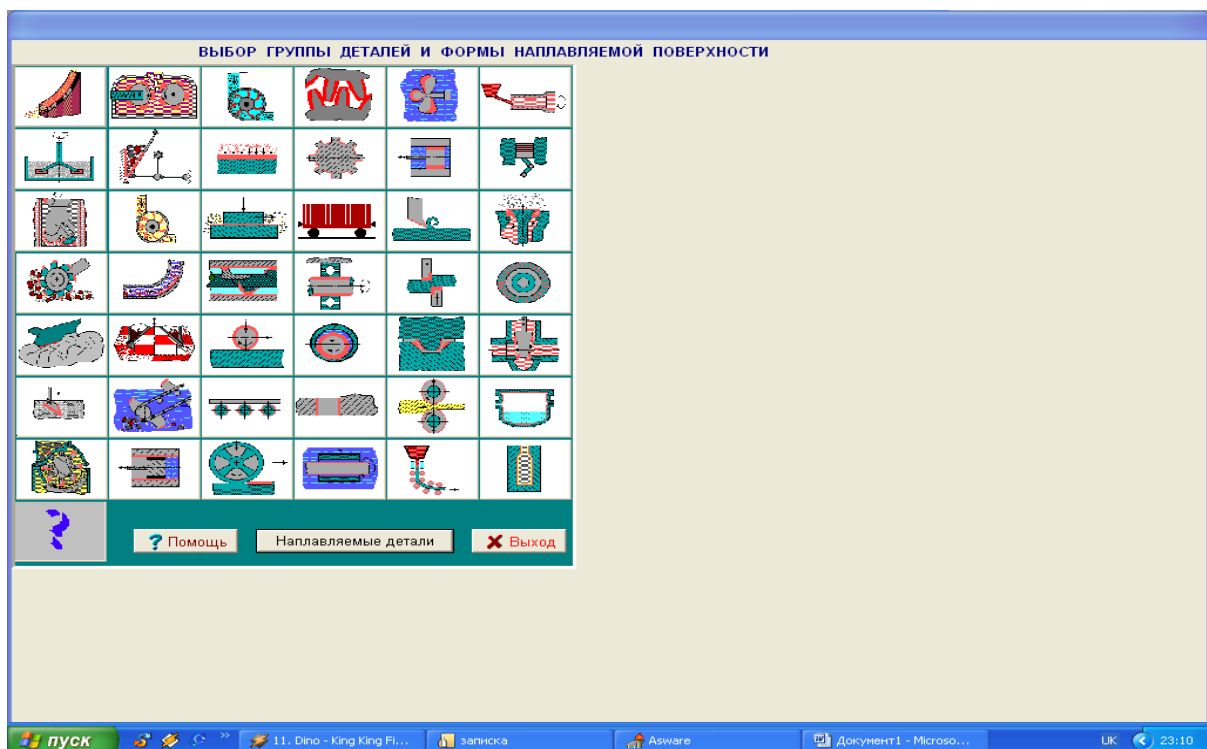 ВЫБОР ГРУППЫ ДЕТАЛЕЙ И ФОРМЫ НАПЛАВЛЯЕМОЙ ПОВЕРХНОСТИ
? Помощь Наплавляемые детали Выход
пуск 11. Dino - King King Fi... записка Asware Документ1 - Microso... UK 23:10